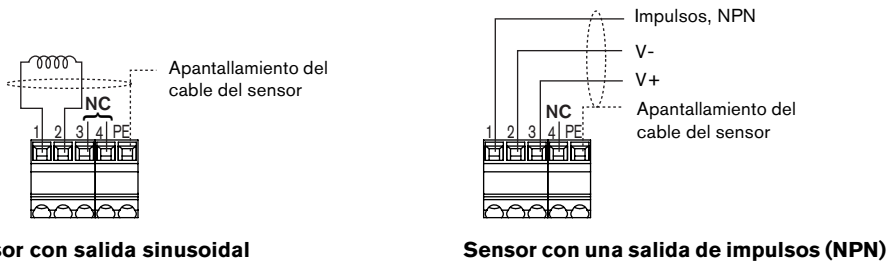 Apantallamiento del
cable del sensor
NC
1 2 3 4 PE
sor con salida sinusoidal
Impulsos, NPN
V-
V+
Apantallamiento del
cable del sensor
NC
1 2 3 4 PE
Sensor con una salida de impulsos (NPN)